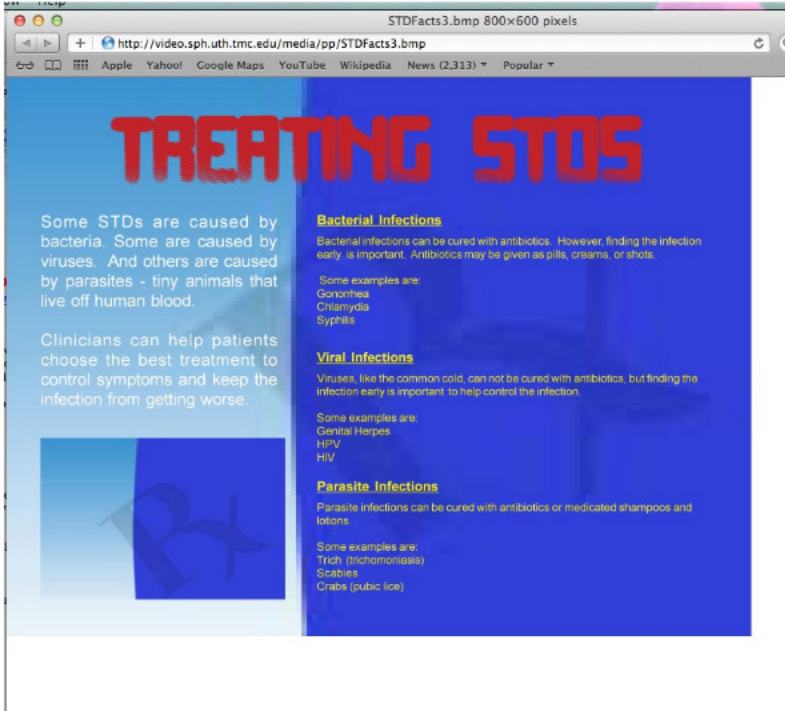 Help
STDFacts3.bmp 800×600 pixels
http://video.sph.uth.tmc.edu/media/pp/STDFacts3.bmp
Apple Yahoo! Google Maps YouTube Wikipedia News (2,313) Popular
TREATING STDS
Some STDs are caused by
bacteria. Some are caused by
viruses. And others are caused
by parasites - tiny animals that
live off human blood.
Clinicians can help patients
choose the best treatment to
control symptoms and keep the
infection from getting worse.
Rx
Bacterial Infections
Bacterial infections can be cured with antibiotics. However, finding the infection
early is important. Antibiotics may be given as pills, creams, or shots.
Some examples are:
Gonorrhea
Chlamydia
Syphilis
Viral Infections
Viruses, like the common cold, can not be cured with antibiotics, but finding the
infection early is important to help control the infection.
Some examples are:
Genital Herpes
HPV
HIV
Parasite Infections
Parasite infections can be cured with antibiotics or medicated shampoos and
lotions.
Some examples are:
Trich (trichomoniasis)
Scabies
Crabs (pubic lice)